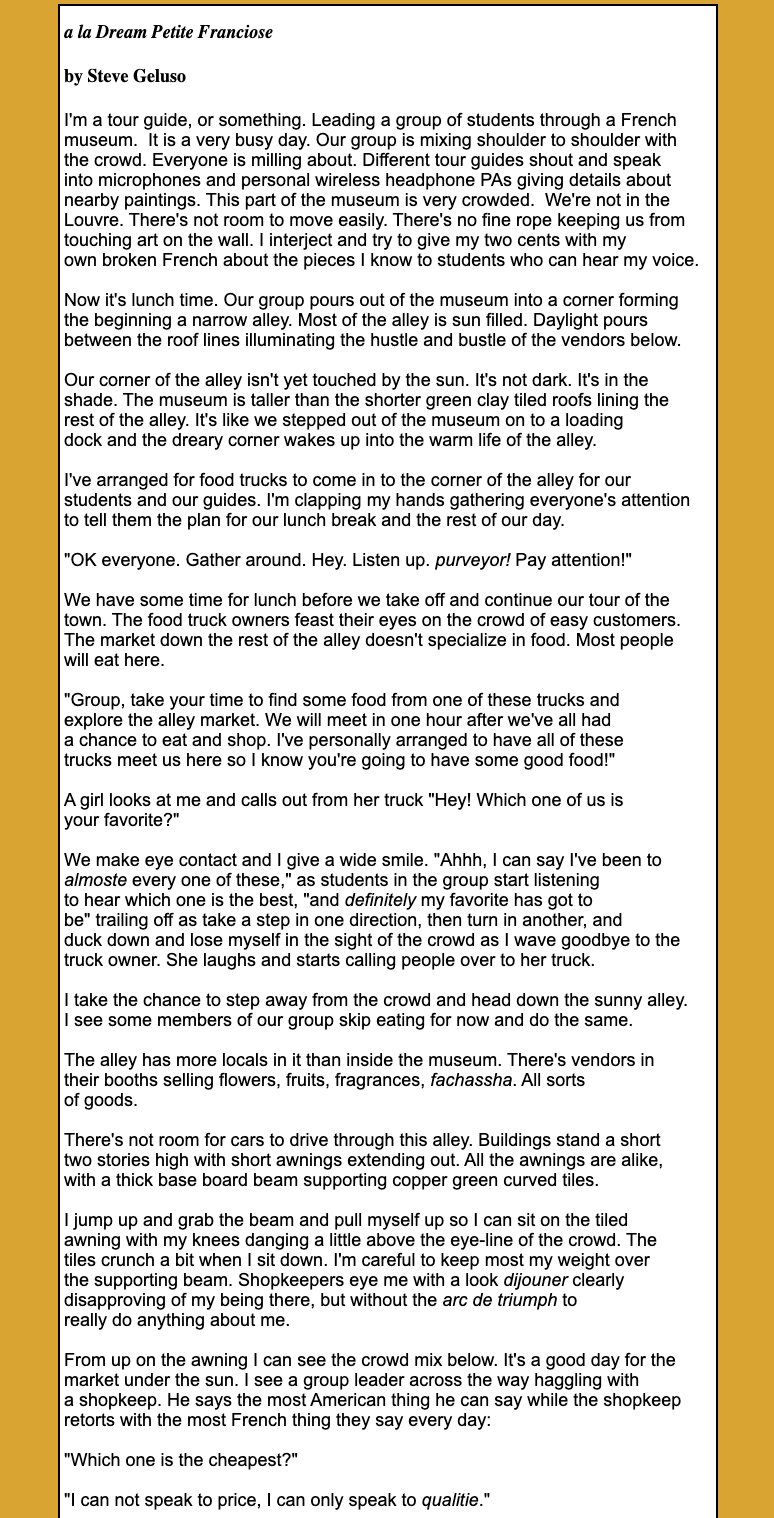 a la Dream Petite Franciose
by Steve Geluso
I'm a tour guide, or something. Leading a group of students through a French
museum.  It is a very busy day. Our group is mixing shoulder to shoulder with
the crowd. Everyone is milling about. Different tour guides shout and speak
into microphones and personal wireless headphone PAs giving details about
nearby paintings. This part of the museum is very crowded.  We're not in the
Louvre. There's not room to move easily. There's no fine rope keeping us from
touching art on the wall. I interject and try to give my two cents with my
own broken French about the pieces I know to students who can hear my voice.
Now it's lunch time. Our group pours out of the museum into a corner forming
the beginning a narrow alley. Most of the alley is sun filled. Daylight pours
between the roof lines illuminating the hustle and bustle of the vendors below.
Our corner of the alley isn't yet touched by the sun. It's not dark. It's in the
shade. The museum is taller than the shorter green clay tiled roofs lining the
rest of the alley. It's like we stepped out of the museum on to a loading
dock and the dreary corner wakes up into the warm life of the alley.
I've arranged for food trucks to come in to the corner of the alley for our
students and our guides. I'm clapping my hands gathering everyone's attention
to tell them the plan for our lunch break and the rest of our day.
"OK everyone. Gather around. Hey. Listen up. purveyor! Pay attention!"
We have some time for lunch before we take off and continue our tour of the
town. The food truck owners feast their eyes on the crowd of easy customers.
The market down the rest of the alley doesn't specialize in food. Most people
will eat here.
"Group, take your time to find some food from one of these trucks and
explore the alley market. We will meet in one hour after we've all had
a chance to eat and shop. I've personally arranged to have all of these
trucks meet us here so I know you're going to have some good food!"
A girl looks at me and calls out from her truck "Hey! Which one of us is
your favorite?"
We make eye contact and I give a wide smile. "Ahhh, I can say I've been to
almoste every one of these," as students in the group start listening
to hear which one is the best, "and definitely my favorite has got to
be" trailing off as take a step in one direction, then turn in another, and
duck down and lose myself in the sight of the crowd as I wave goodbye to the
truck owner. She laughs and starts calling people over to her truck.
I take the chance to step away from the crowd and head down the sunny alley.
I see some members of our group skip eating for now and do the same.
The alley has more locals in it than inside the museum. There's vendors in
their booths selling flowers, fruits, fragrances, fachassha. All sorts
of goods.
There's not room for cars to drive through this alley. Buildings stand a short
two stories high with short awnings extending out. All the awnings are alike,
with a thick base board beam supporting copper green curved tiles.
I jump up and grab the beam and pull myself up so I can sit on the tiled
awning with my knees danging a little above the eye-line of the crowd. The
tiles crunch a bit when I sit down. I'm careful to keep most my weight over
the supporting beam. Shopkeepers eye me with a look dijouner clearly
disapproving of my being there, but without the arc de triumph to
really do anything about me.
From up on the awning I can see the crowd mix below. It's a good day for the
market under the sun. I see a group leader across the way haggling with
a shopkeep. He says the most American thing he can say while the shopkeep
retorts with the most French thing they say every day:
"Which one is the cheapest?"
"I can not speak to price, I can only speak to qualitie."